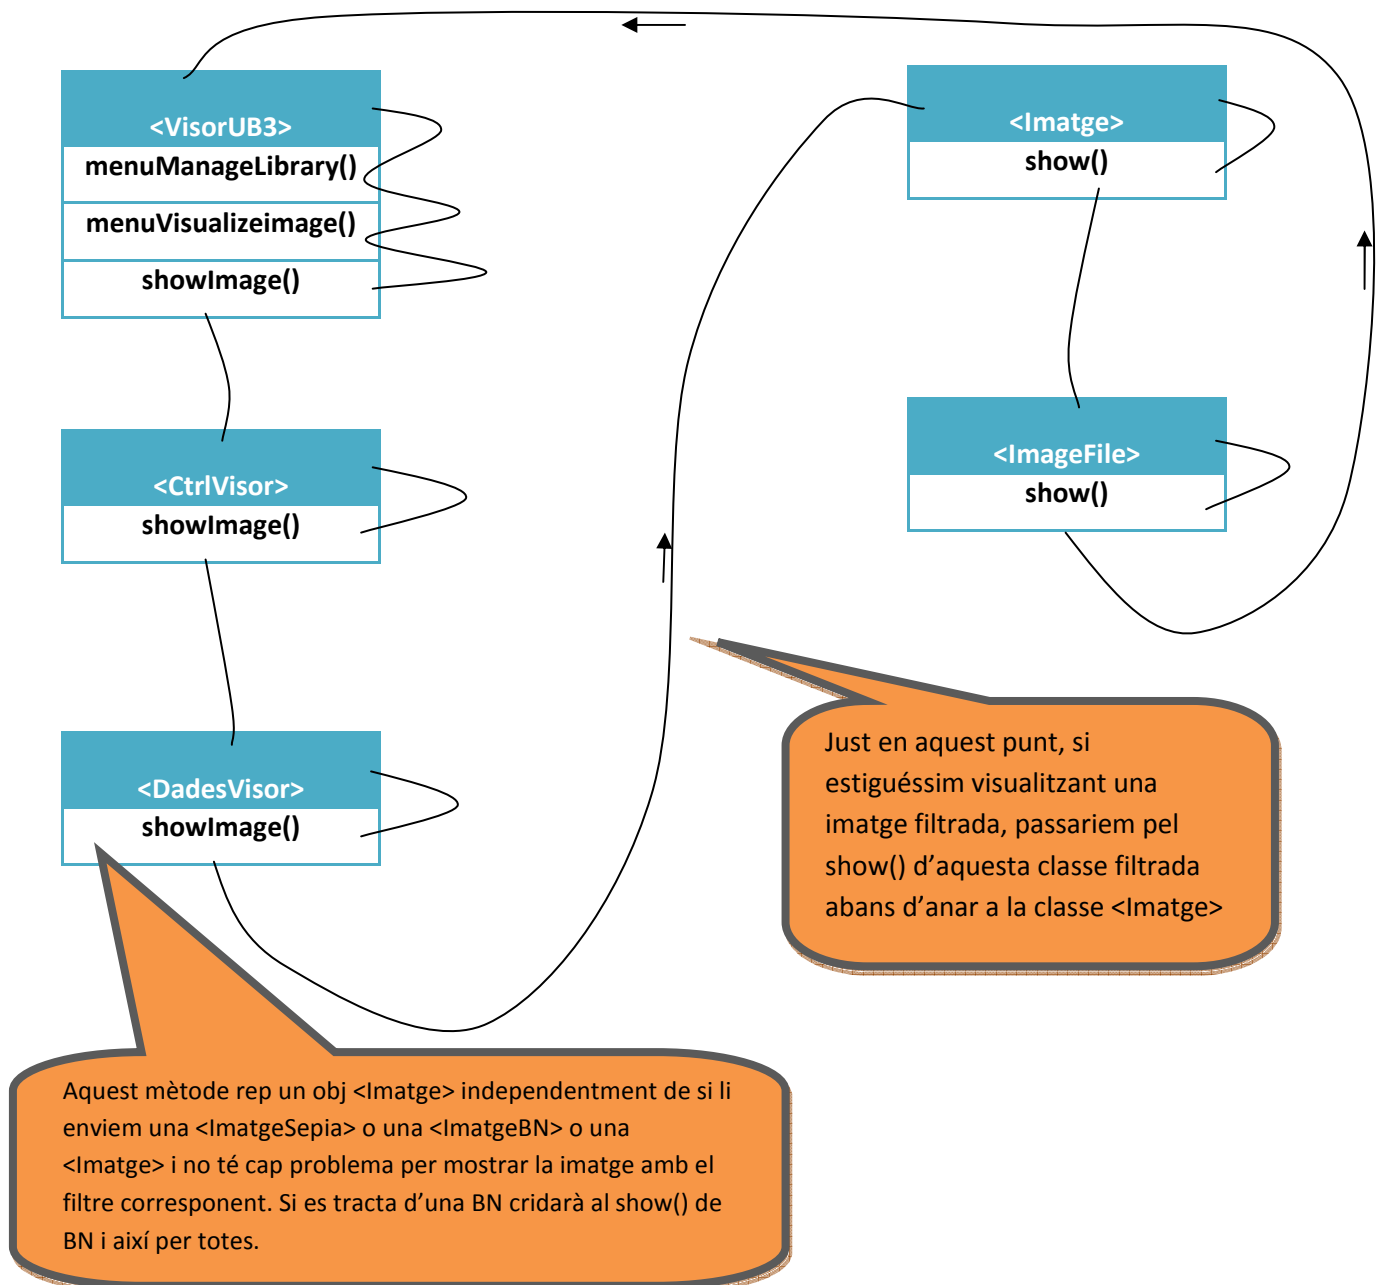 <VisorUB3>
menuManageLibrary()
menuVisualizeimage()
showImage()
<CtrlVisor>
showImage()
<DadesVisor>
showImage()
<Imatge>
show()
<ImageFile>
show()
Just en aquest punt, si
estiguéssim visualitzant una
imatge filtrada, passariem pel
show() d’aquesta classe filtrada
abans d’anar a la classe <Imatge>
Aquest mètode rep un obj <Imatge> independentment de si li
enviem una <ImatgeSepia> o una <ImatgeBN> o una
<Imatge> i no té cap problema per mostrar la imatge amb el
filtre corresponent. Si es tracta d’una BN cridarà al show() de
BN i així per totes.